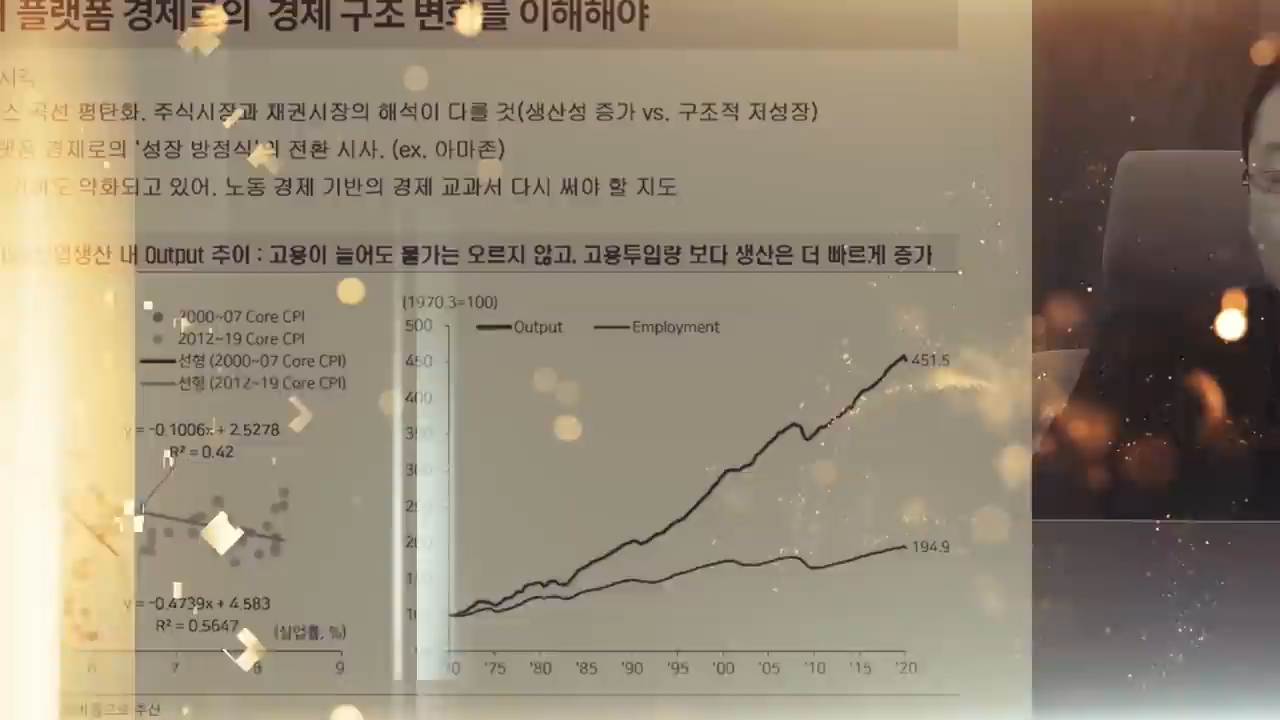 플랫폼 경제로의 경제 구조 변화를 이해해야
시각
곡선 평탄화. 주식시장과 채권시장의 해석이 다를 것(생산성 증가 vs. 구조적 저성장)
경제로의 '성장 방정식'의 전환 시사. (ex. 아마존)
악화되고 있어. 노동 경제 기반의 경제 교과서 다시 써야 할 지도
내 Output 추이 : 고용이 늘어도 물가는 오르지 않고. 고용투입량 보다 생산은 더 빠르게 증가
2000~07 Core CPI
2012~19 Core CPI
선형 (2000~07 Core CPI)
선형 (2012~19 Core CPI)
y = -0.1006x + 2.5278
R² = 0.42
y = -0.4739x + 4.583
R² = 0.5647
(실업률, %)
6 7 8 9
(1970.3=100)
Output Employment
500
450
400
451.5
194.9
'75 '80 '85 '90 '95 '00 '05 '10 '15 '20
추산